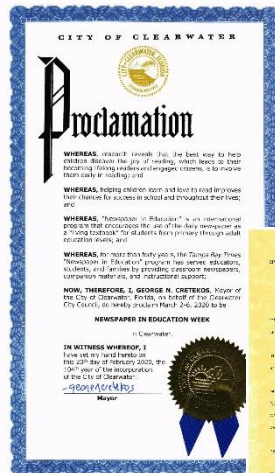 CITY OF CLEARWATER
Proclamation
WHEREAS, research reveals that the best way to help
children discover the joy of reading, which leads to their
becoming lifelong readers and engaged citizens, is to involve
them early in reading; and
WHEREAS, helping children learn and love to read improves
their chances for success in school and throughout their lives;
and
WHEREAS, "Newspaper in Education" is an international
program that encourages the use of the daily newspaper as
a "living textbook" for students from primary through adult
education levels; and
WHEREAS, for more than forty years, the Tampa Bay Times
"Newspaper in Education" program has served educators,
students, and families by providing classroom newspapers,
companion materials, and instructional support;
NOW, THEREFORE, I, GEORGE N. CRETEKOS, Mayor of
the City of Clearwater, Florida, on behalf of the Clearwater
City Council, do hereby proclaim March 2-6, 2020 to be
NEWSPAPER IN EDUCATION WEEK
in Clearwater.
IN WITNESS WHEREOF, I
have set my hand hereto on
this 20th day of February 2020, the
104th year of the incorporation
of the City of Clearwater.
-georgencretekos
Mayor